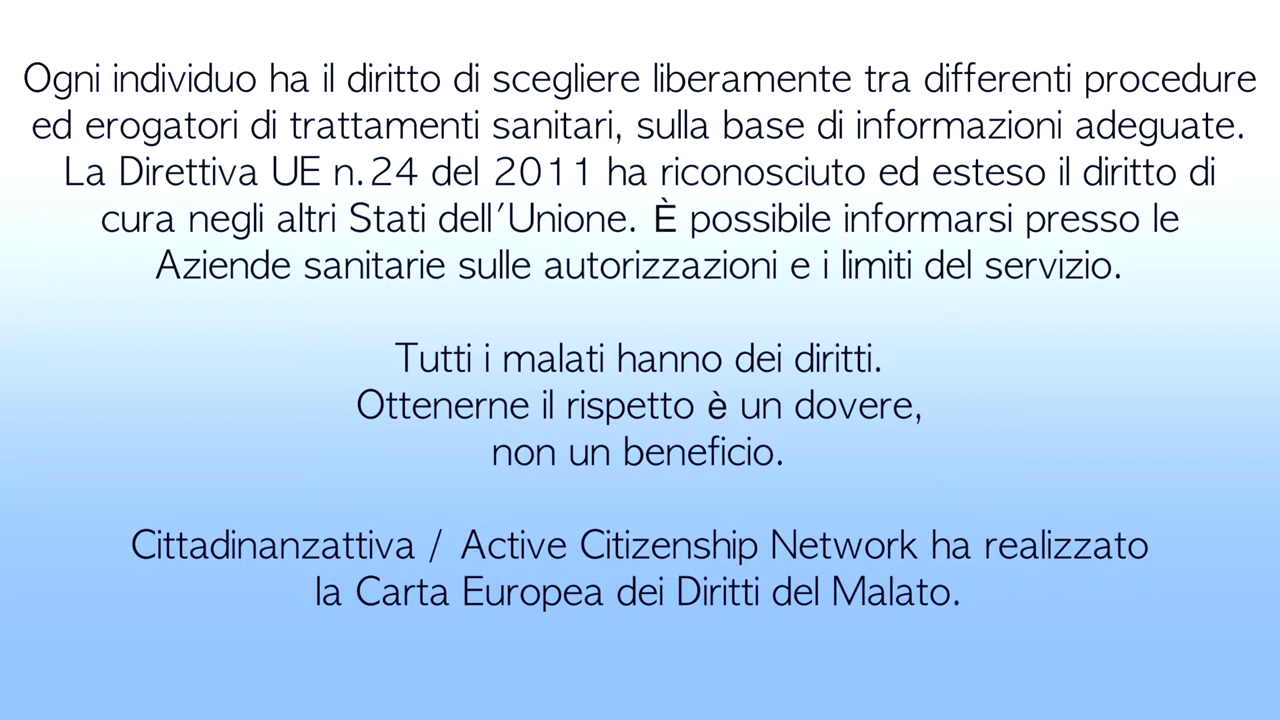 Ogni individuo ha il diritto di scegliere liberamente tra differenti procedure
ed erogatori di trattamenti sanitari, sulla base di informazioni adeguate.
La Direttiva UE n.24 del 2011 ha riconosciuto ed esteso il diritto di
cura negli altri Stati dell'Unione. È possibile informarsi presso le
Aziende sanitarie sulle autorizzazioni e i limiti del servizio.
Tutti i malati hanno dei diritti.
Ottenerne il rispetto è un dovere,
non un beneficio.
Cittadinanzattiva / Active Citizenship Network ha realizzato
la Carta Europea dei Diritti del Malato.